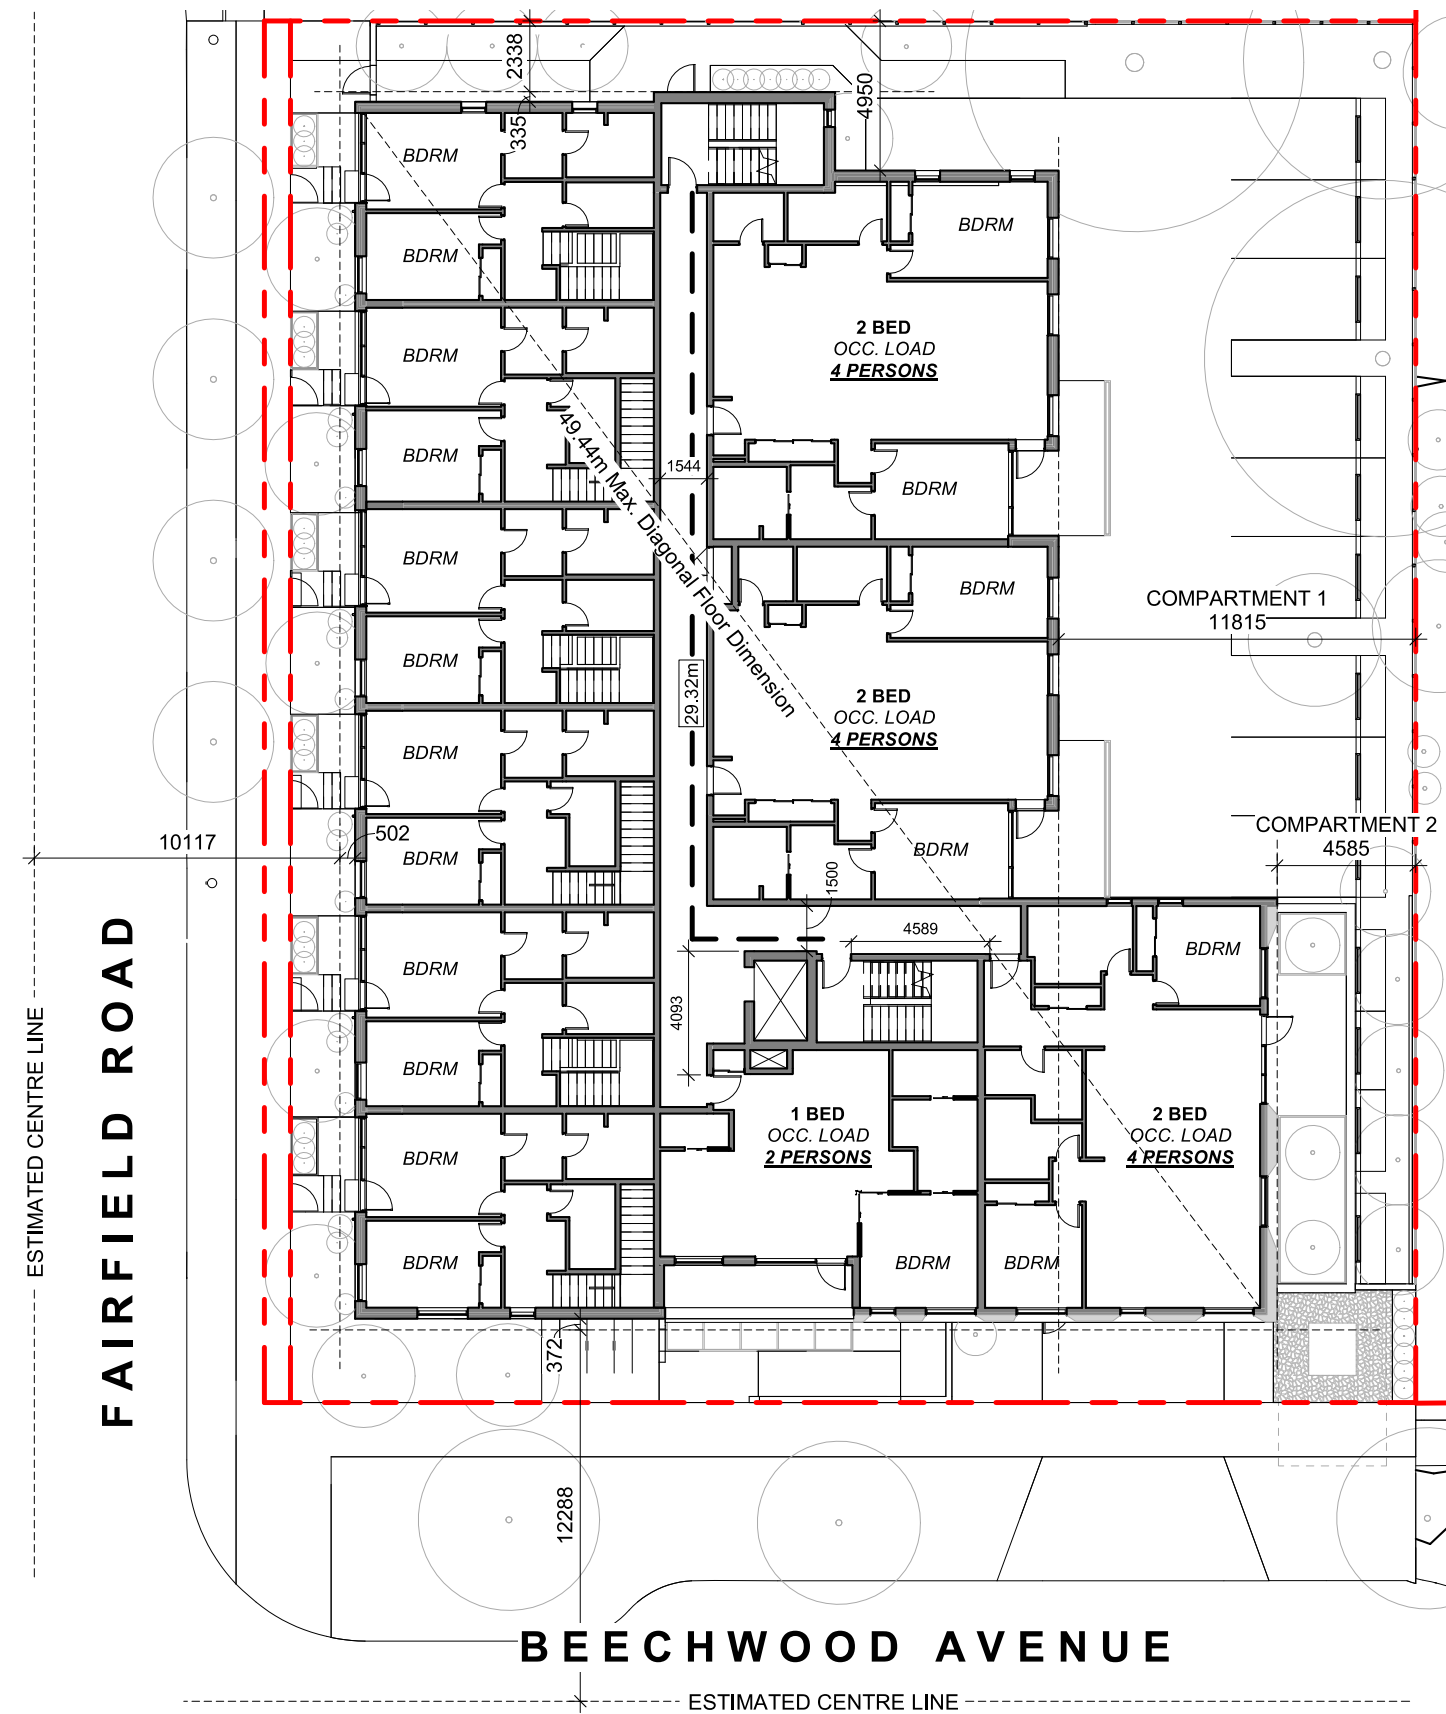 2338
335
4950
BDRM
BDRM
BDRM
BDRM
BDRM
BDRM
BDRM
BDRM
BDRM
BDRM
BDRM
BDRM
BDRM
2 BED
OCC. LOAD
4 PERSONS
49.44m Max. Diagonal Floor Dimension
1544
BDRM
BDRM
29.32m
2 BED
OCC. LOAD
4 PERSONS
BDRM
COMPARTMENT 1
11815
COMPARTMENT 2
4585
10117
502
1500
4589
4093
BDRM
1 BED
OCC. LOAD
2 PERSONS
BDRM
2 BED
OCC. LOAD
4 PERSONS
BDRM
372
12288
ESTIMATED CENTRE LINE
FAIRFIELD ROAD
BEECHWOOD AVENUE
ESTIMATED CENTRE LINE